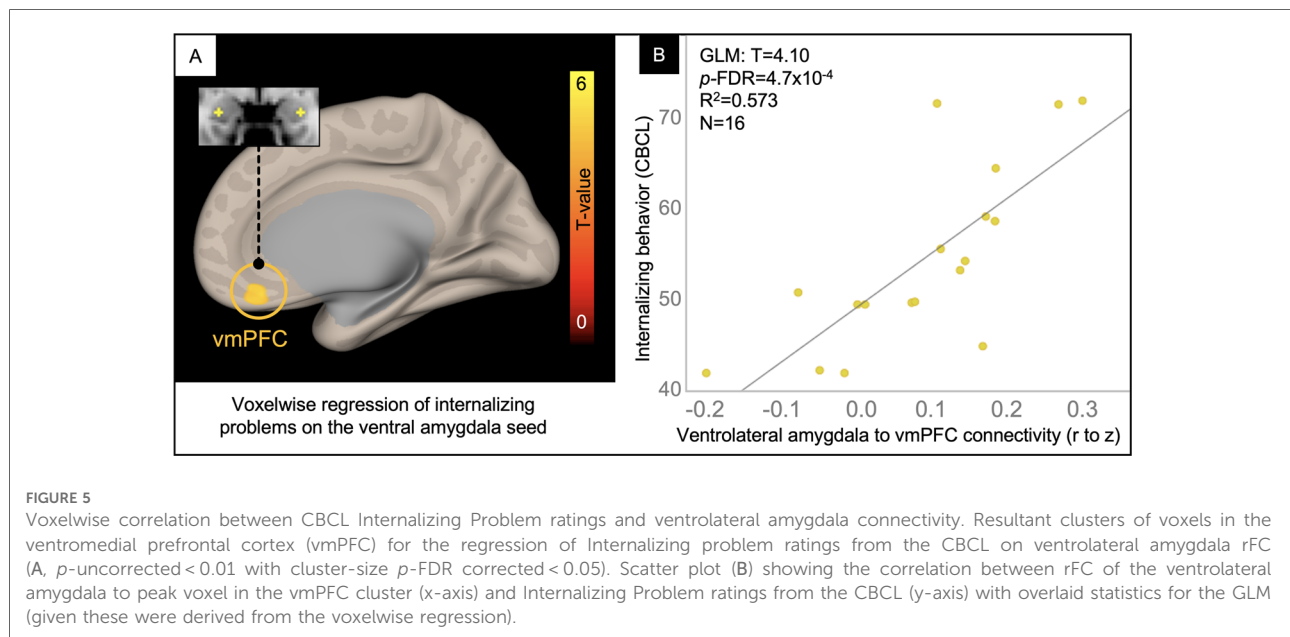 A
6
T-value
0
vmPFC
Voxelwise regression of internalizing
problems on the ventral amygdala seed
B
GLM: T=4.10
p-FDR=4.7x10⁻⁴
R²=0.573
N=16
Internalizing behavior (CBCL)
70
60
50
40
-0.2 -0.1 0.0 0.1 0.2 0.3
Ventrolateral amygdala to vmPFC connectivity (r to z)
FIGURE 5
Voxelwise correlation between CBCL Internalizing Problem ratings and ventrolateral amygdala connectivity. Resultant clusters of voxels in the
ventromedial prefrontal cortex (vmPFC) for the regression of Internalizing problem ratings from the CBCL on ventrolateral amygdala rFC
(A, p-uncorrected < 0.01 with cluster-size p-FDR corrected < 0.05). Scatter plot (B) showing the correlation between rFC of the ventrolateral
amygdala to peak voxel in the vmPFC cluster (x-axis) and Internalizing Problem ratings from the CBCL (y-axis) with overlaid statistics for the GLM
(given these were derived from the voxelwise regression).